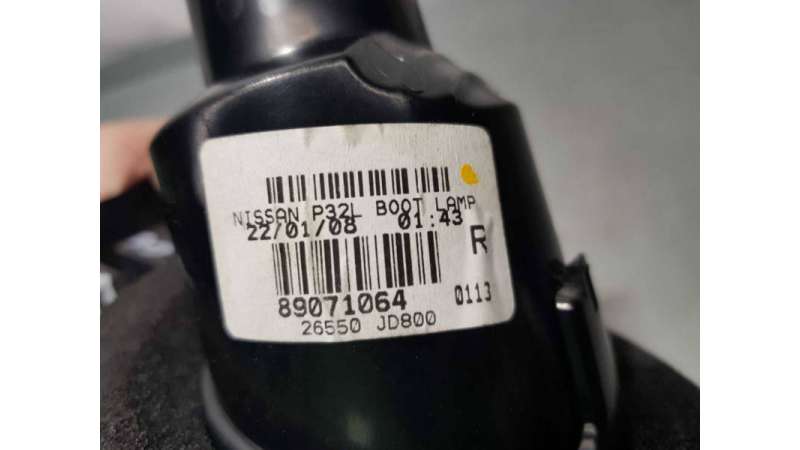 NISSAN P32L BOOT LAMP
22/01/08 01:43
R
89071064 0113
26550 JD800